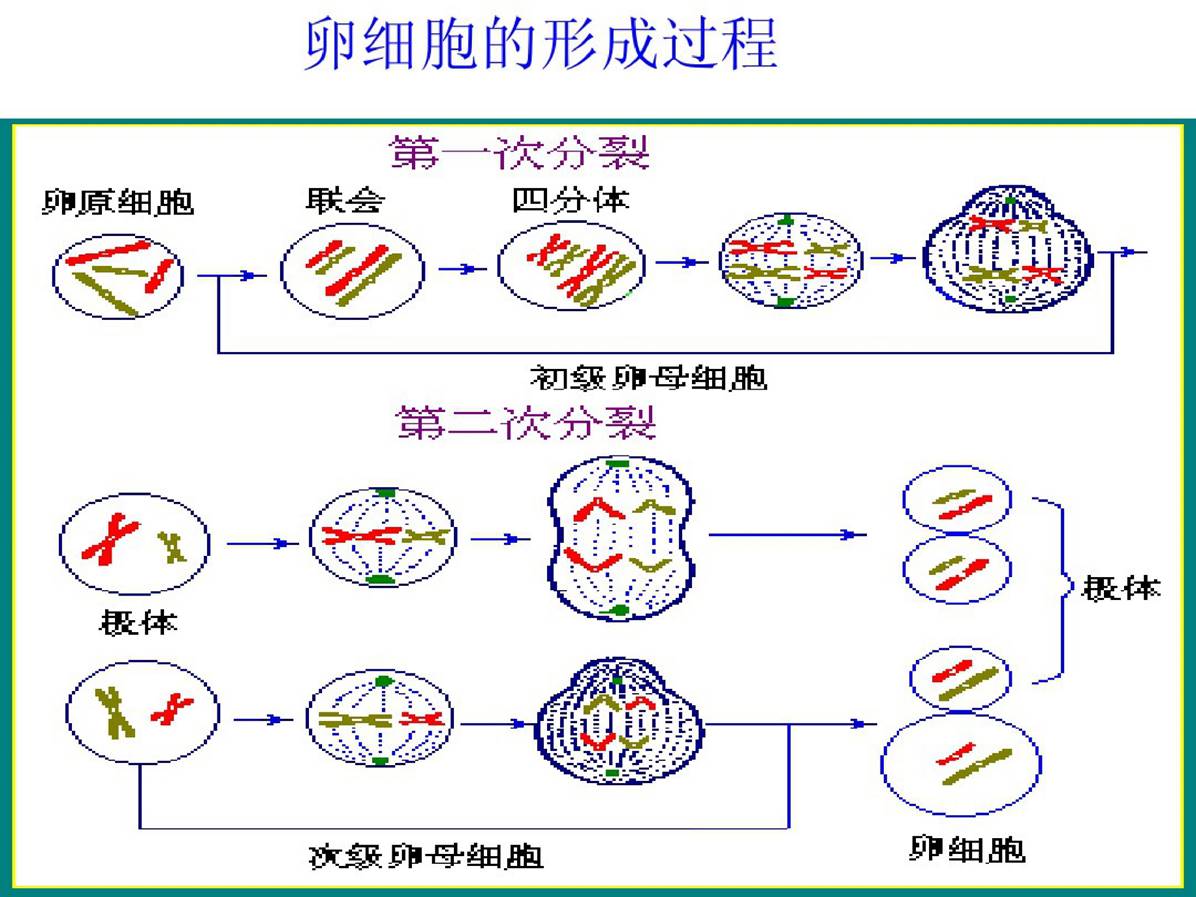 卵细胞的形成过程
第一次分裂
卵原细胞
联会
四分体
初级卵母细胞
第二次分裂
极体
极体
次级卵母细胞
卵细胞